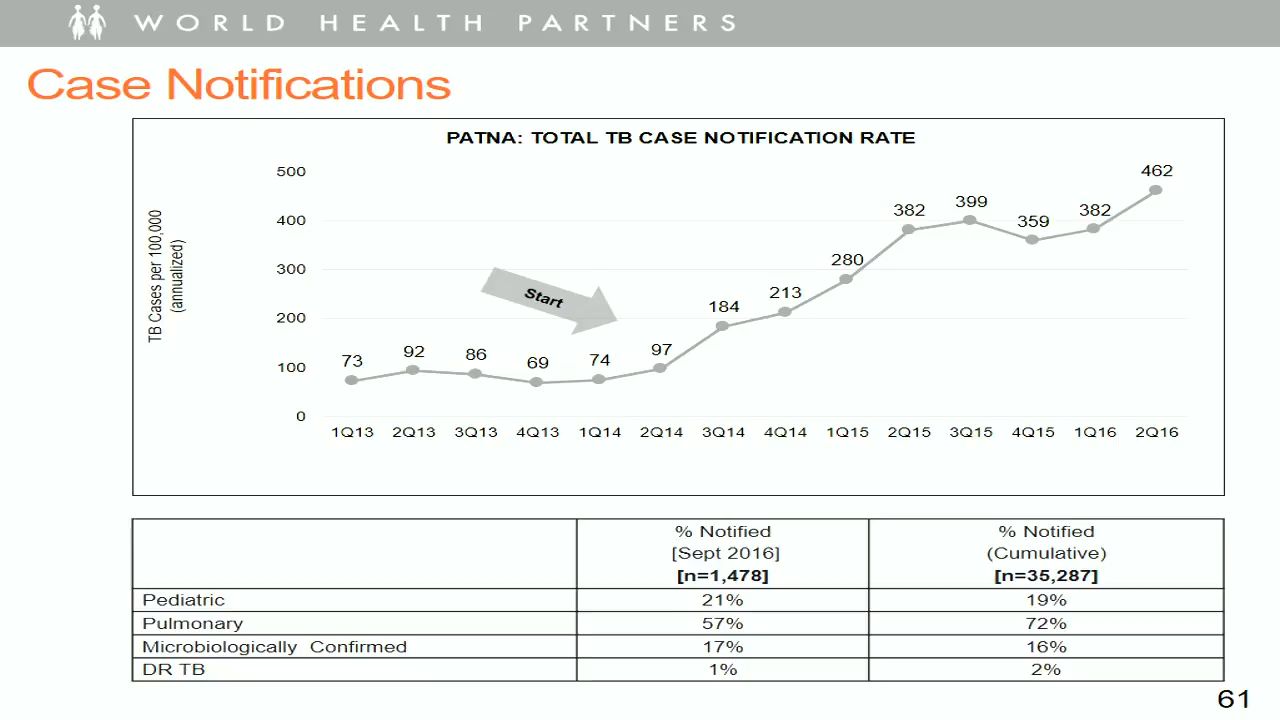 WORLD HEALTH PARTNERS
Case Notifications
PATNA: TOTAL TB CASE NOTIFICATION RATE
TB Cases per 100,000
(annualized)
500
400
300
200
100
0
Start
73
92
86
69
74
97
184
213
280
382
399
359
382
462
1Q13 2Q13 3Q13 4Q13 1Q14 2Q14 3Q14 4Q14 1Q15 2Q15 3Q15 4Q15 1Q16 2Q16
% Notified
[Sept 2016]
[n=1,478]
% Notified
(Cumulative)
[n=35,287]
Pediatric 21% 19%
Pulmonary 57% 72%
Microbiologically Confirmed 17% 16%
DR TB 1% 2%
61